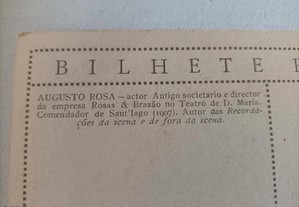 BILHETE
AUGUSTO ROSA — actor Antigo societario e director
da empresa Rosas & Brazão no Teatro de D. Maria.
Comendador de Sant'Iago (1907). Autor das Recorda-
ções da scena e de fora da scena.